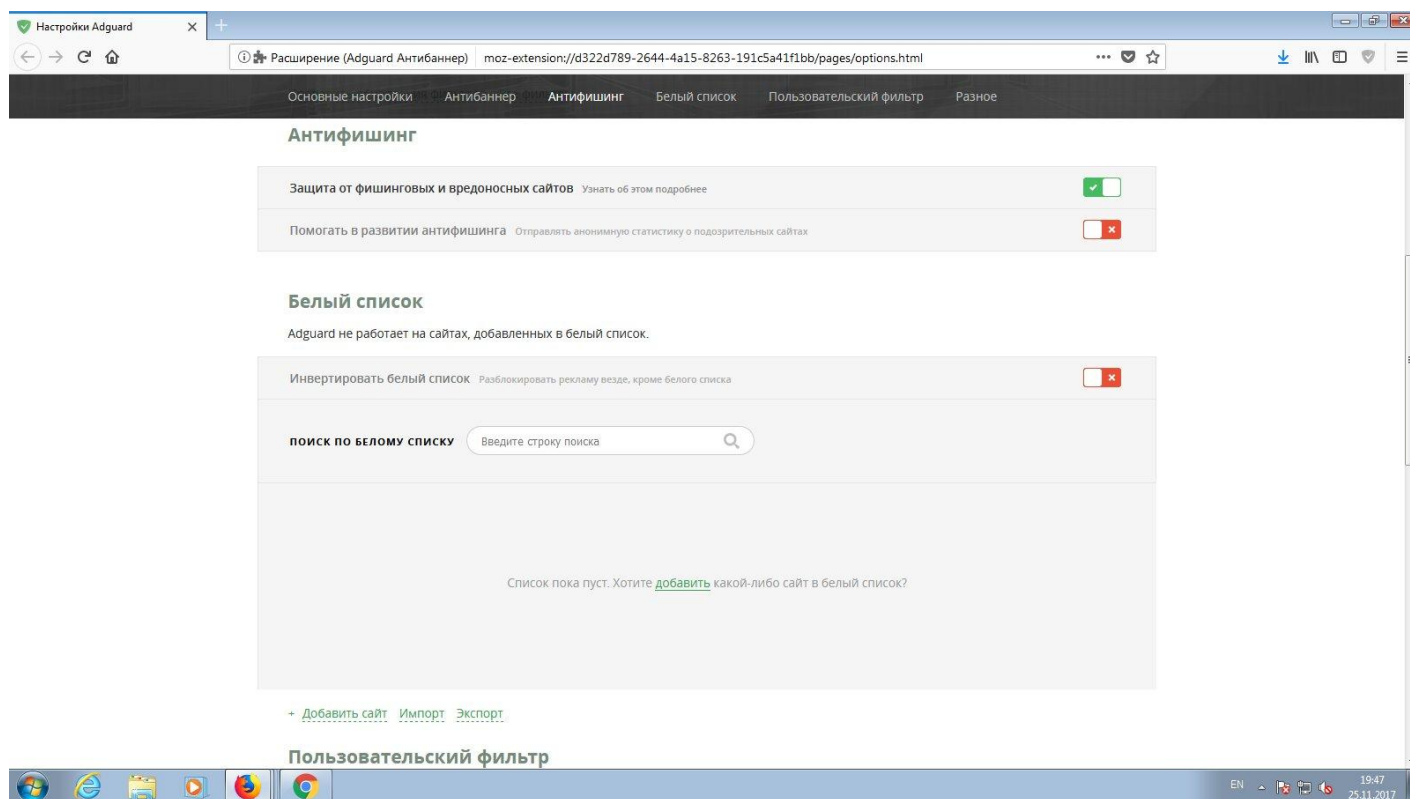 Настройки Adguard
Расширение (Adguard Антибаннер) moz-extension://d322d789-2644-4a15-8263-191c5a41f1bb/pages/options.html
Основные настройки Антибаннер Антифишинг Белый список Пользовательский фильтр Разное
Антифишинг
Защита от фишинговых и вредоносных сайтов Узнать об этом подробнее
Помогать в развитии антифишинга Отправлять анонимную статистику о подозрительных сайтах
Белый список
Adguard не работает на сайтах, добавленных в белый список.
Инвертировать белый список Разблокировать рекламу везде, кроме белого списка
ПОИСК ПО БЕЛОМУ СПИСКУ Введите строку поиска
Список пока пуст. Хотите добавить какой-либо сайт в белый список?
+ Добавить сайт Импорт Экспорт
Пользовательский фильтр
EN 19:47
25.11.2017